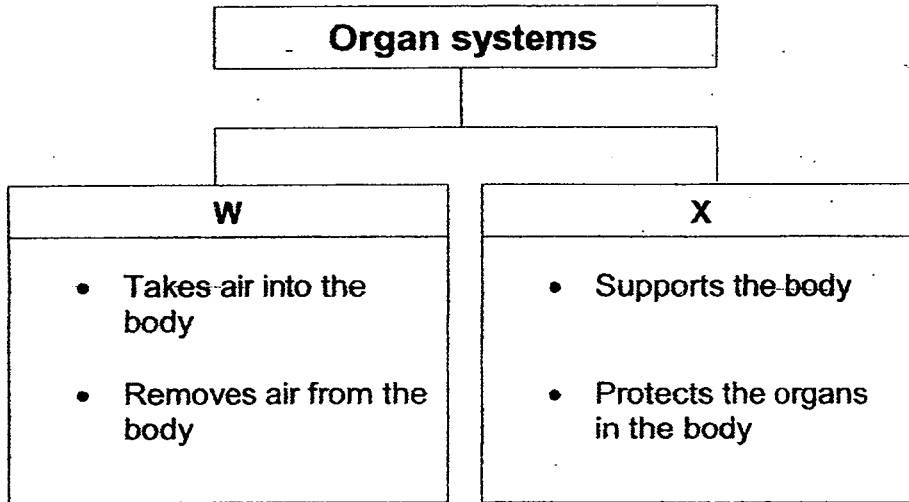 Organ systems
W
• Takes air into the
body
• Removes air from the
body
X
• Supports the body
• Protects the organs
in the body